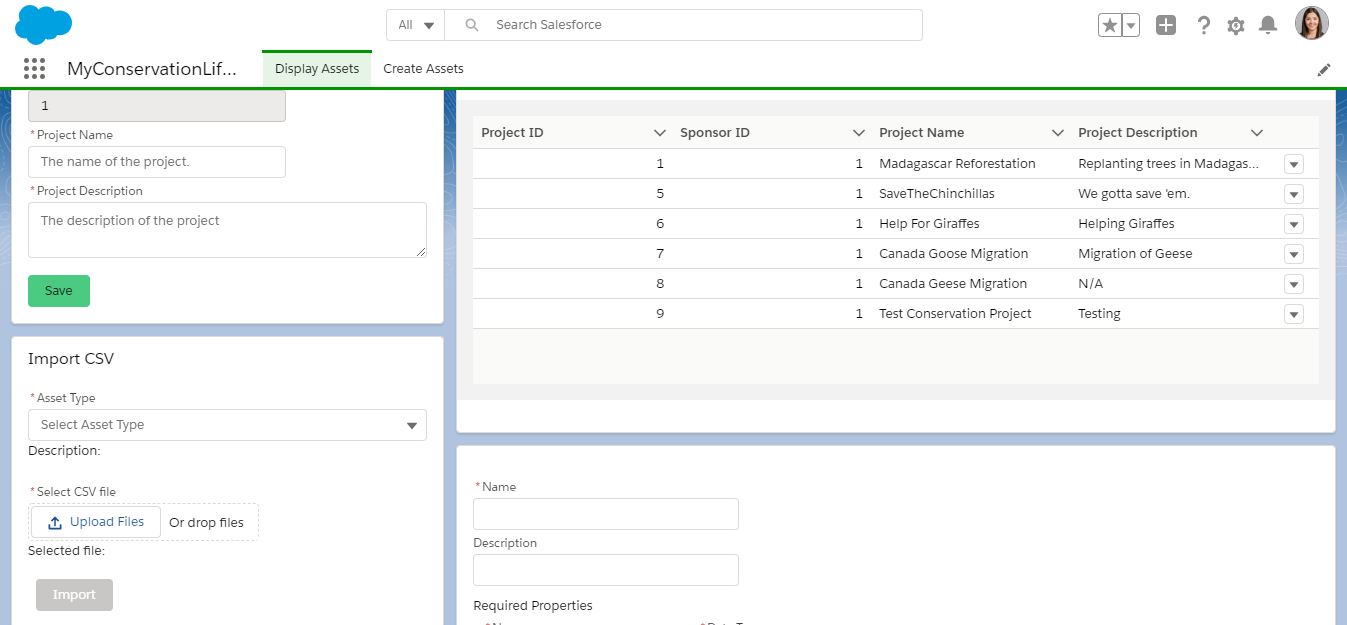 All
Search Salesforce
MyConservationLif...
Display Assets
Create Assets
1
*Project Name
The name of the project.
*Project Description
The description of the project
Save
Import CSV
*Asset Type
Select Asset Type
Description:
*Select CSV file
Upload Files
Or drop files
Selected file:
Import
Project ID Sponsor ID Project Name Project Description
1 1 Madagascar Reforestation Replanting trees in Madagas...
5 1 SaveTheChinchillas We gotta save 'em.
6 1 Help For Giraffes Helping Giraffes
7 1 Canada Goose Migration Migration of Geese
8 1 Canada Geese Migration N/A
9 1 Test Conservation Project Testing
*Name
Description
Required Properties